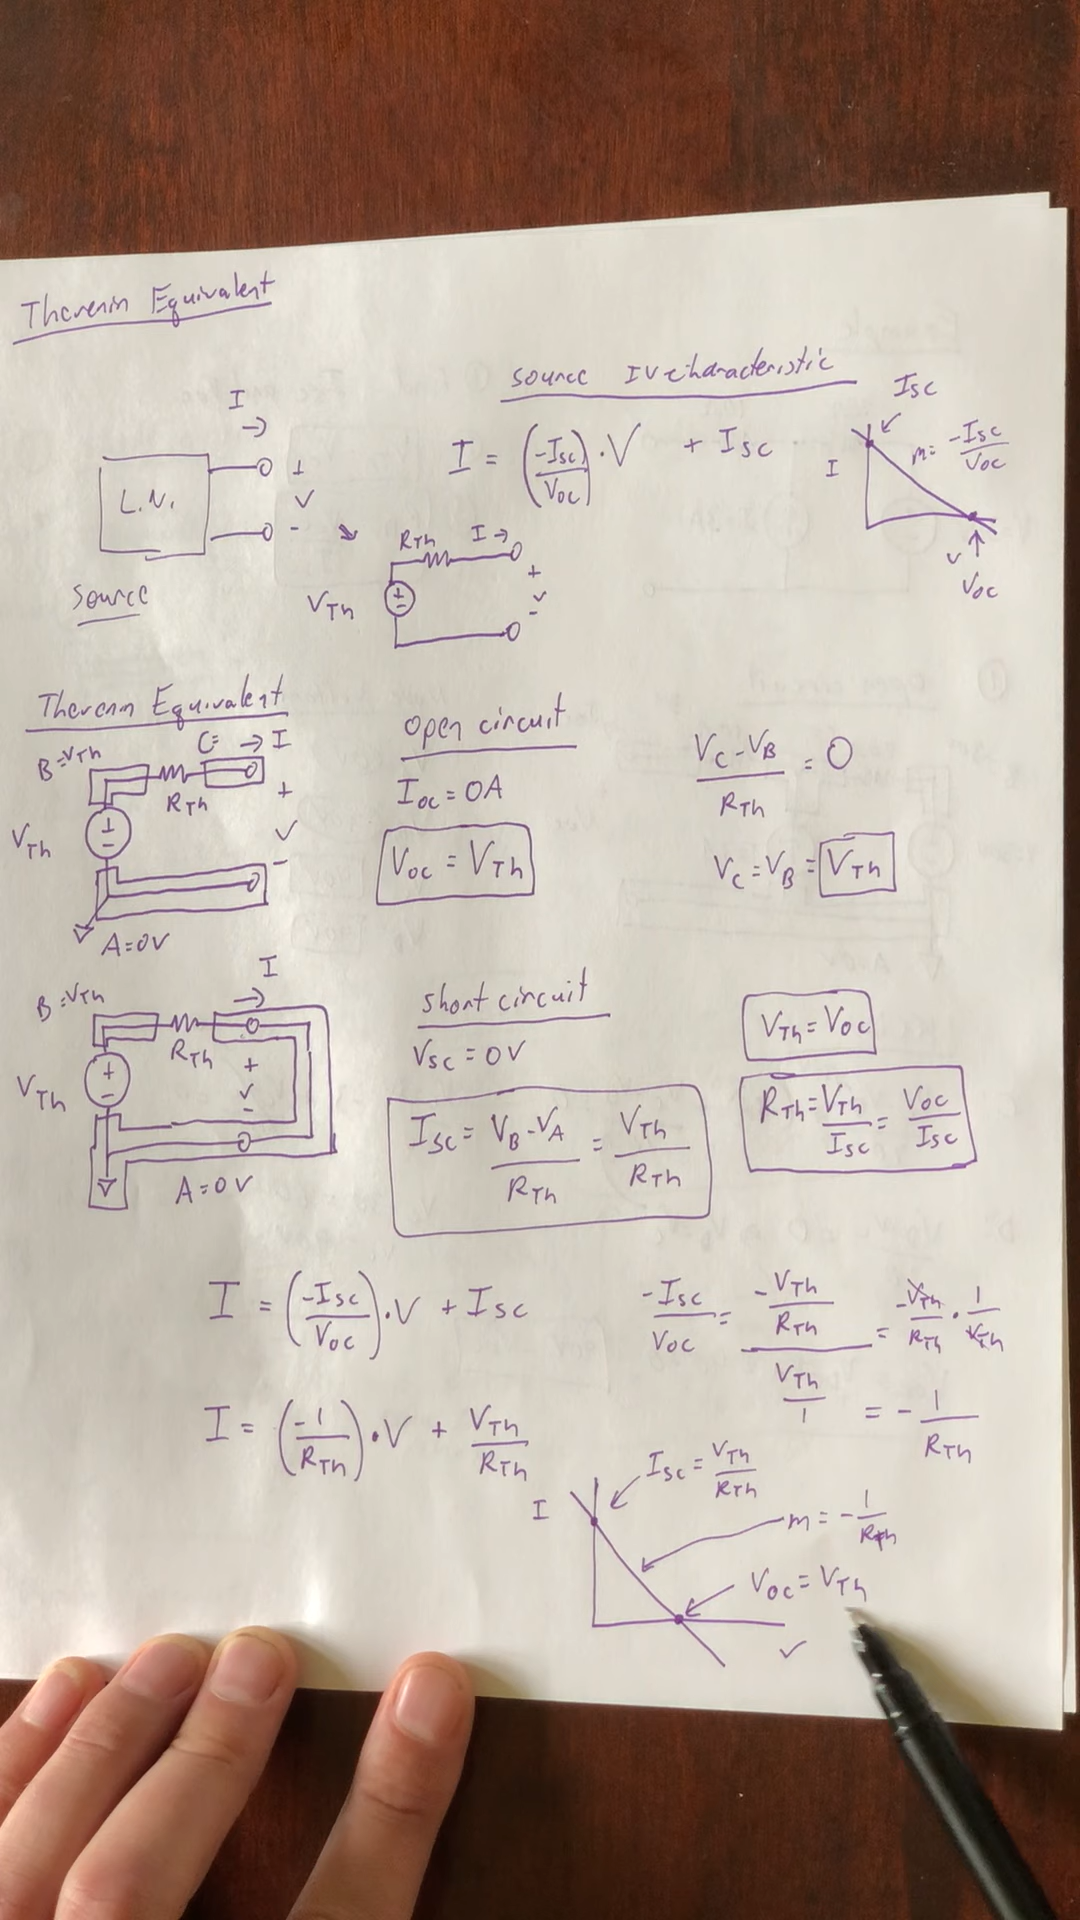 Thevenin Equivalent
source IV characteristic
I
→
L.N.
+
V
-
Source
I = (-Isc/Voc) · V + Isc
Isc
m = -Isc/Voc
I
V
Voc
RTh I →
VTh
+
V
-
Thevenin Equivalent
B=VTh
C= → I
RTh
+
VTh
V
-
A=0V
open circuit
Ioc = 0A
Voc = VTh
(Vc - VB)/RTh = 0
Vc = VB = VTh
I
→
B=VTh
RTh
+
VTh
V
-
A=0V
short circuit
Vsc = 0V
Isc = (VB - VA)/RTh = VTh/RTh
VTh = Voc
RTh = VTh/Isc = Voc/Isc
I = (-Isc/Voc) · V + Isc
-Isc/Voc = (-VTh/RTh)/(VTh/1) = -VTh/RTh · 1/VTh
= -1/RTh
I = (-1/RTh) · V + VTh/RTh
Isc = VTh/RTh
I
m = -1/RTh
Voc = VTh
V